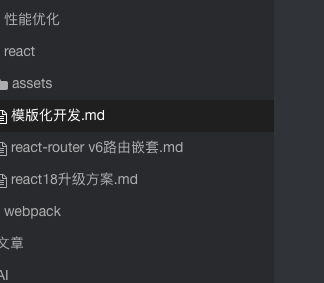 性能优化
react
assets
模版化开发.md
react-router v6路由嵌套.md
react18升级方案.md
webpack
文章
AI